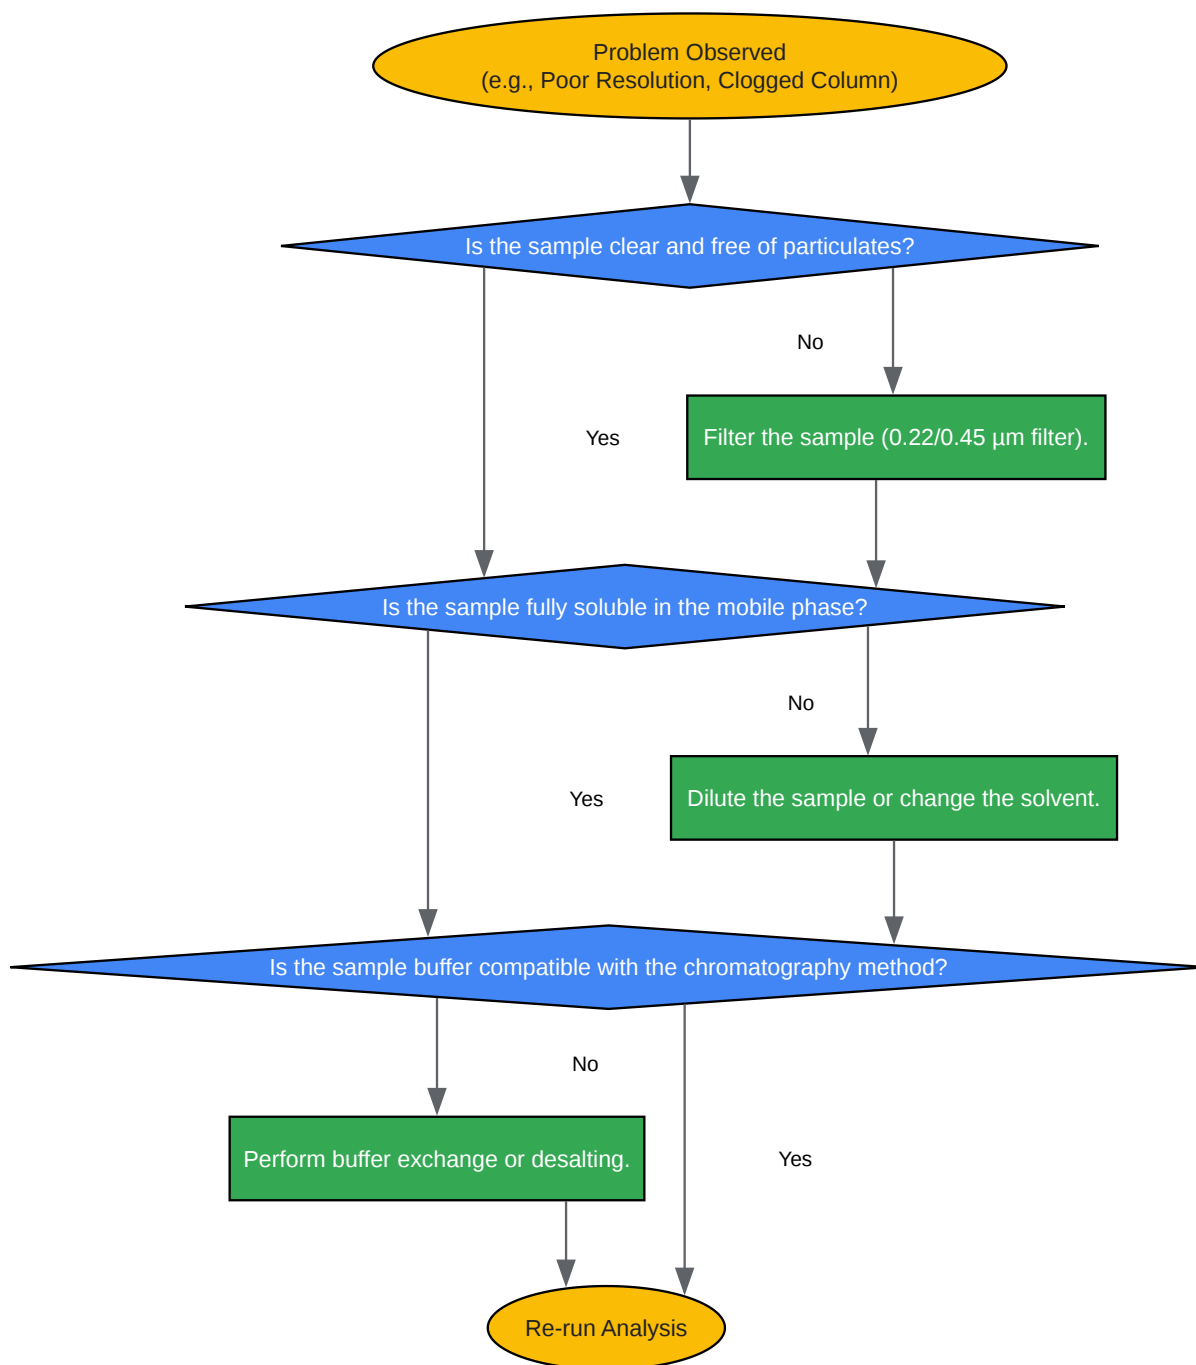 Problem Observed
(e.g., Poor Resolution, Clogged Column)
Is the sample clear and free of particulates?
No
Yes
Filter the sample (0.22/0.45 µm filter).
Is the sample fully soluble in the mobile phase?
No
Yes
Dilute the sample or change the solvent.
Is the sample buffer compatible with the chromatography method?
No
Perform buffer exchange or desalting.
Yes
Re-run Analysis